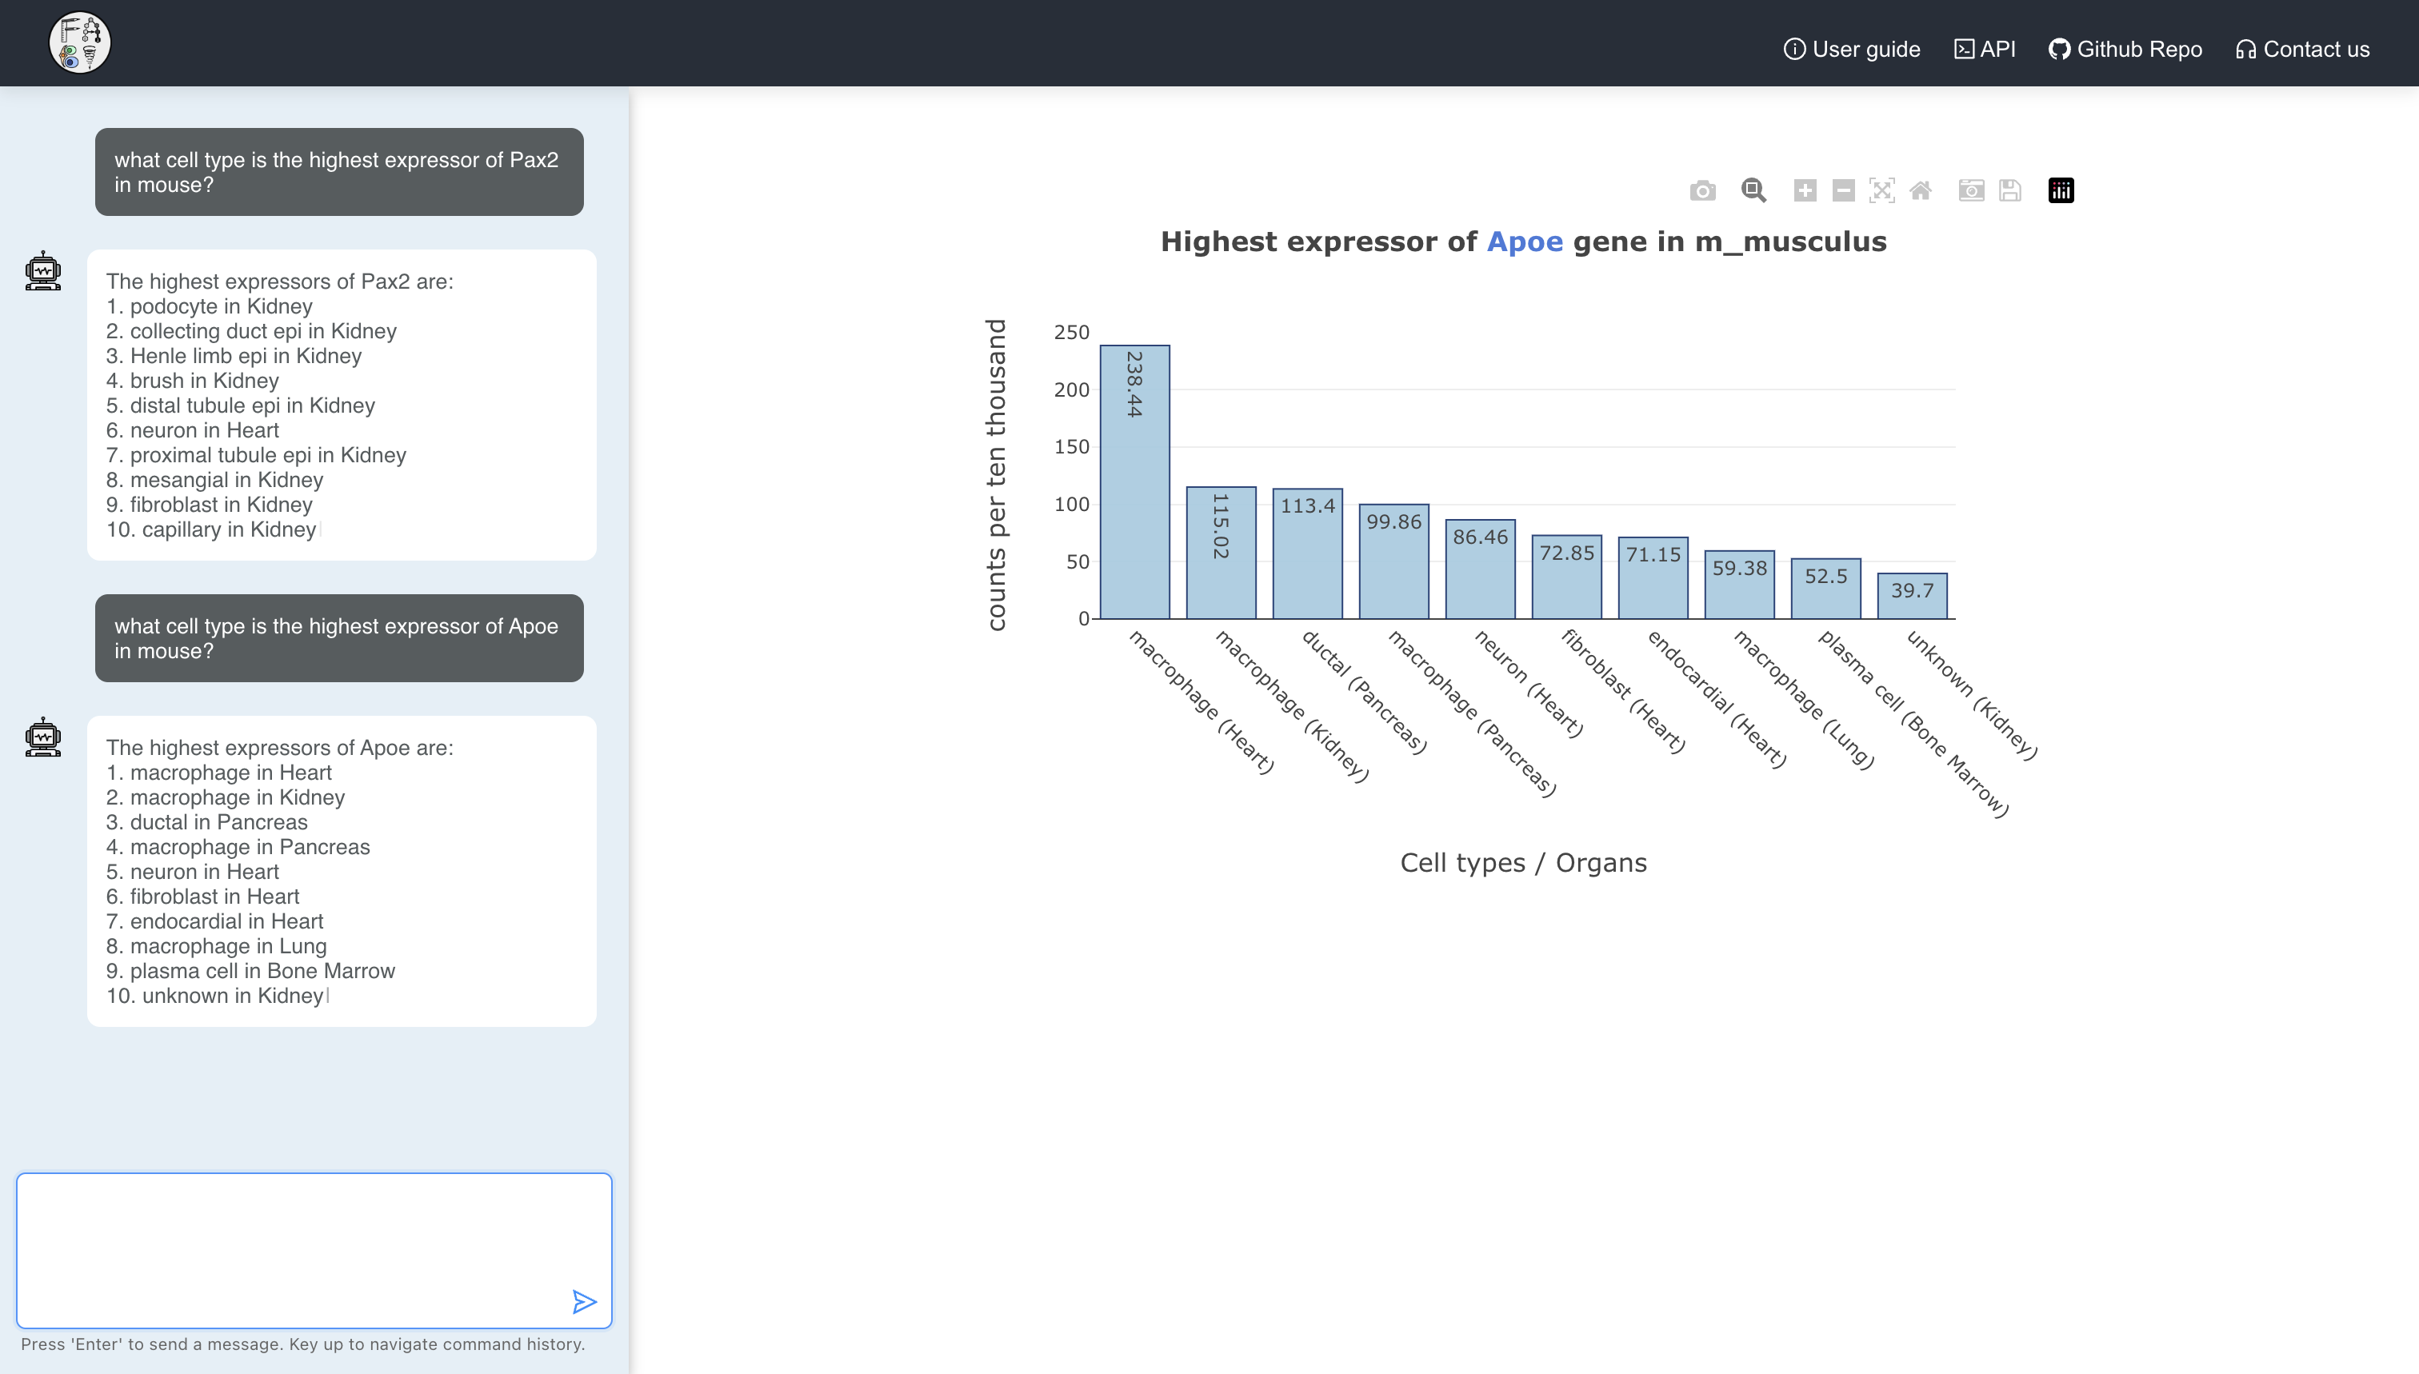 User guide
API
Github Repo
Contact us
what cell type is the highest expressor of Pax2
in mouse?
The highest expressors of Pax2 are:
1. podocyte in Kidney
2. collecting duct epi in Kidney
3. Henle limb epi in Kidney
4. brush in Kidney
5. distal tubule epi in Kidney
6. neuron in Heart
7. proximal tubule epi in Kidney
8. mesangial in Kidney
9. fibroblast in Kidney
10. capillary in Kidney
what cell type is the highest expressor of Apoe
in mouse?
The highest expressors of Apoe are:
1. macrophage in Heart
2. macrophage in Kidney
3. ductal in Pancreas
4. macrophage in Pancreas
5. neuron in Heart
6. fibroblast in Heart
7. endocardial in Heart
8. macrophage in Lung
9. plasma cell in Bone Marrow
10. unknown in Kidney
Press 'Enter' to send a message. Key up to navigate command history.
Highest expressor of Apoe gene in m_musculus
counts per ten thousand
250
200
150
100
50
0
238.44
115.02
113.4
99.86
86.46
72.85
71.15
59.38
52.5
39.7
macrophage (Heart)
macrophage (Kidney)
ductal (Pancreas)
macrophage (Pancreas)
neuron (Heart)
fibroblast (Heart)
endocardial (Heart)
macrophage (Lung)
plasma cell (Bone Marrow)
unknown (Kidney)
Cell types / Organs